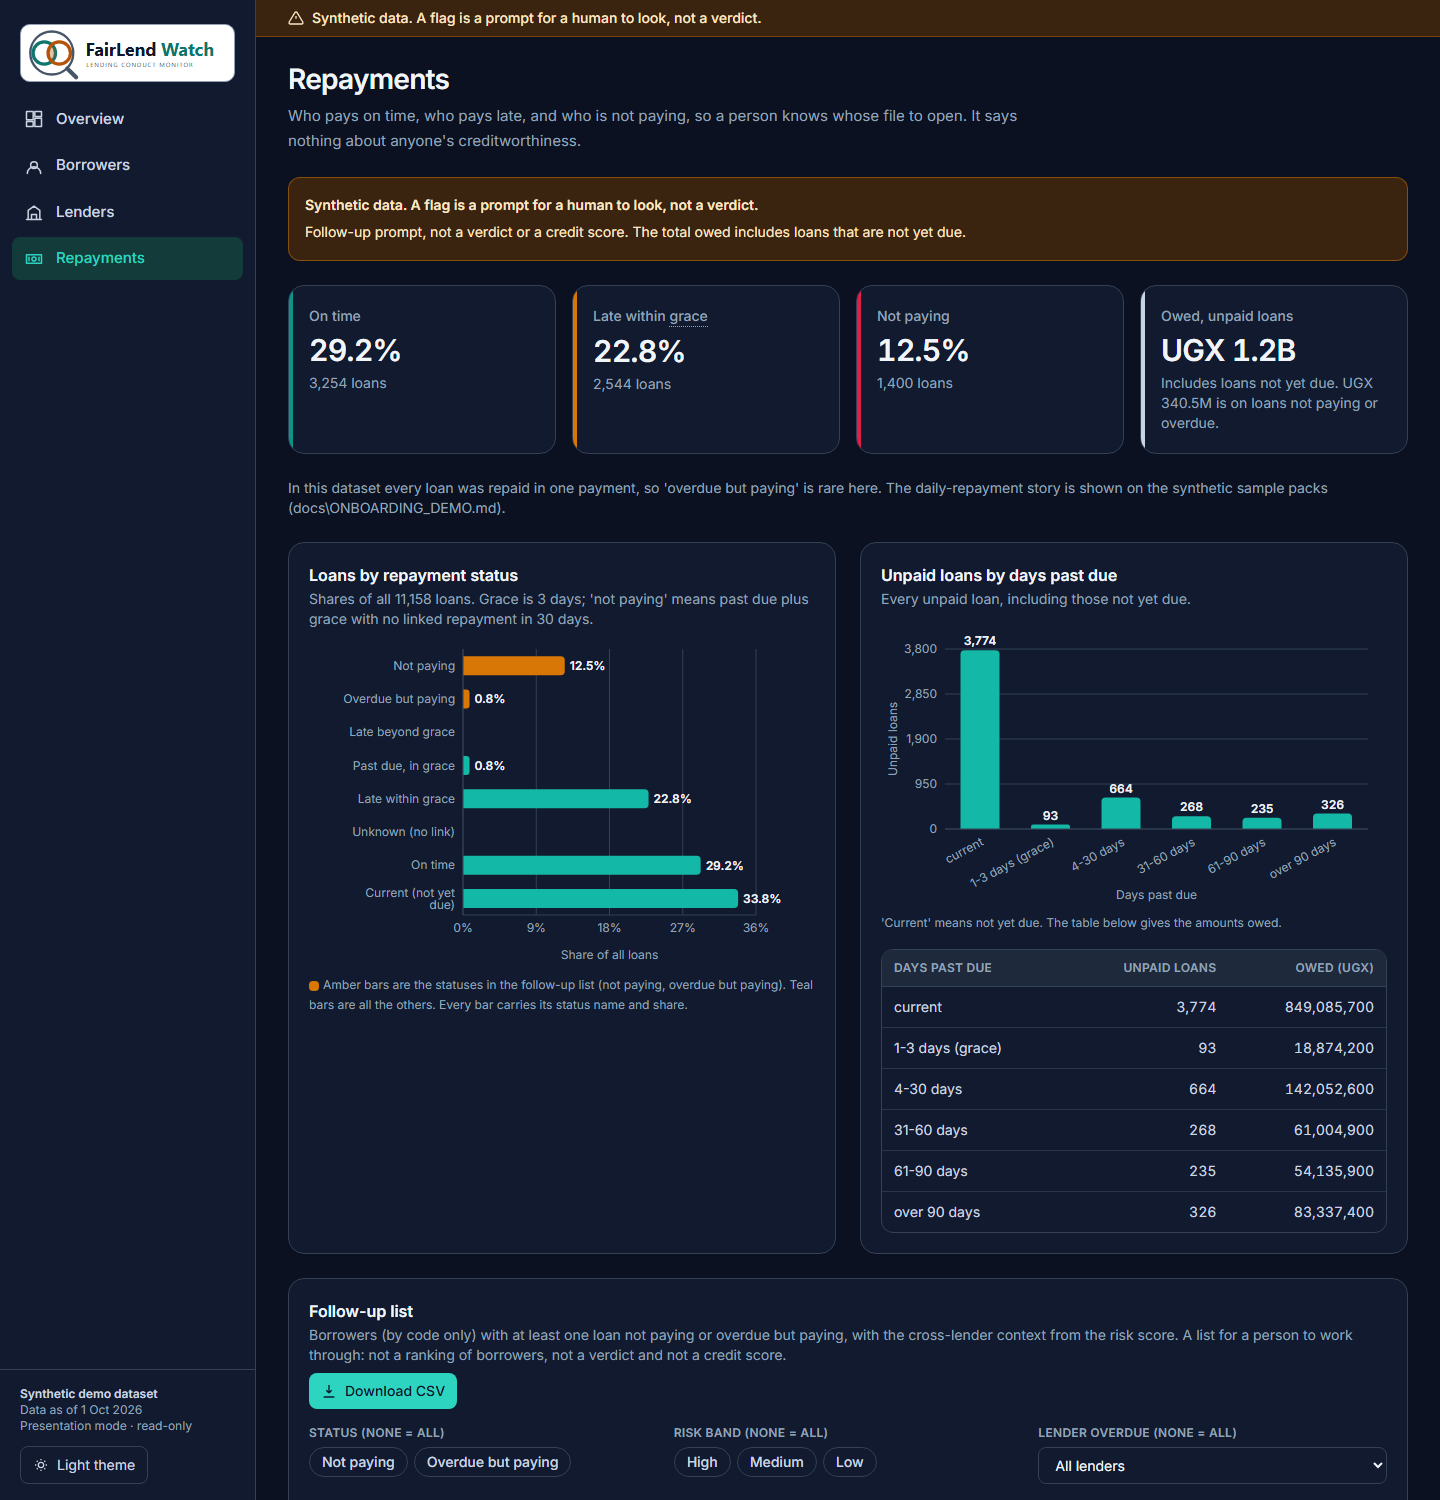 FairLend Watch
LENDING CONDUCT MONITOR
Overview
Borrowers
Lenders
Repayments
Synthetic demo dataset
Data as of 1 Oct 2026
Presentation mode · read-only
Light theme
Synthetic data. A flag is a prompt for a human to look, not a verdict.
Repayments
Who pays on time, who pays late, and who is not paying, so a person knows whose file to open. It says
nothing about anyone's creditworthiness.
Synthetic data. A flag is a prompt for a human to look, not a verdict.
Follow-up prompt, not a verdict or a credit score. The total owed includes loans that are not yet due.
On time
29.2%
3,254 loans
Late within grace
22.8%
2,544 loans
Not paying
12.5%
1,400 loans
Owed, unpaid loans
UGX 1.2B
Includes loans not yet due. UGX
340.5M is on loans not paying or
overdue.
In this dataset every loan was repaid in one payment, so 'overdue but paying' is rare here. The daily-repayment story is shown on the synthetic sample packs
(docs\ONBOARDING_DEMO.md).
Loans by repayment status
Shares of all 11,158 loans. Grace is 3 days; 'not paying' means past due plus
grace with no linked repayment in 30 days.
Not paying 12.5%
Overdue but paying 0.8%
Late beyond grace
Past due, in grace 0.8%
Late within grace 22.8%
Unknown (no link)
On time 29.2%
Current (not yet
due) 33.8%
0% 9% 18% 27% 36%
Share of all loans
Amber bars are the statuses in the follow-up list (not paying, overdue but paying). Teal
bars are all the others. Every bar carries its status name and share.
Unpaid loans by days past due
Every unpaid loan, including those not yet due.
Unpaid loans
3,800
2,850
1,900
950
0
3,774 93 664 268 235 326
current 1-3 days (grace) 4-30 days 31-60 days 61-90 days over 90 days
Days past due
'Current' means not yet due. The table below gives the amounts owed.
DAYS PAST DUE UNPAID LOANS OWED (UGX)
current 3,774 849,085,700
1-3 days (grace) 93 18,874,200
4-30 days 664 142,052,600
31-60 days 268 61,004,900
61-90 days 235 54,135,900
over 90 days 326 83,337,400
Follow-up list
Borrowers (by code only) with at least one loan not paying or overdue but paying, with the cross-lender context from the risk score. A list for a person to work
through: not a ranking of borrowers, not a verdict and not a credit score.
Download CSV
STATUS (NONE = ALL) RISK BAND (NONE = ALL) LENDER OVERDUE (NONE = ALL)
Not paying Overdue but paying High Medium Low All lenders